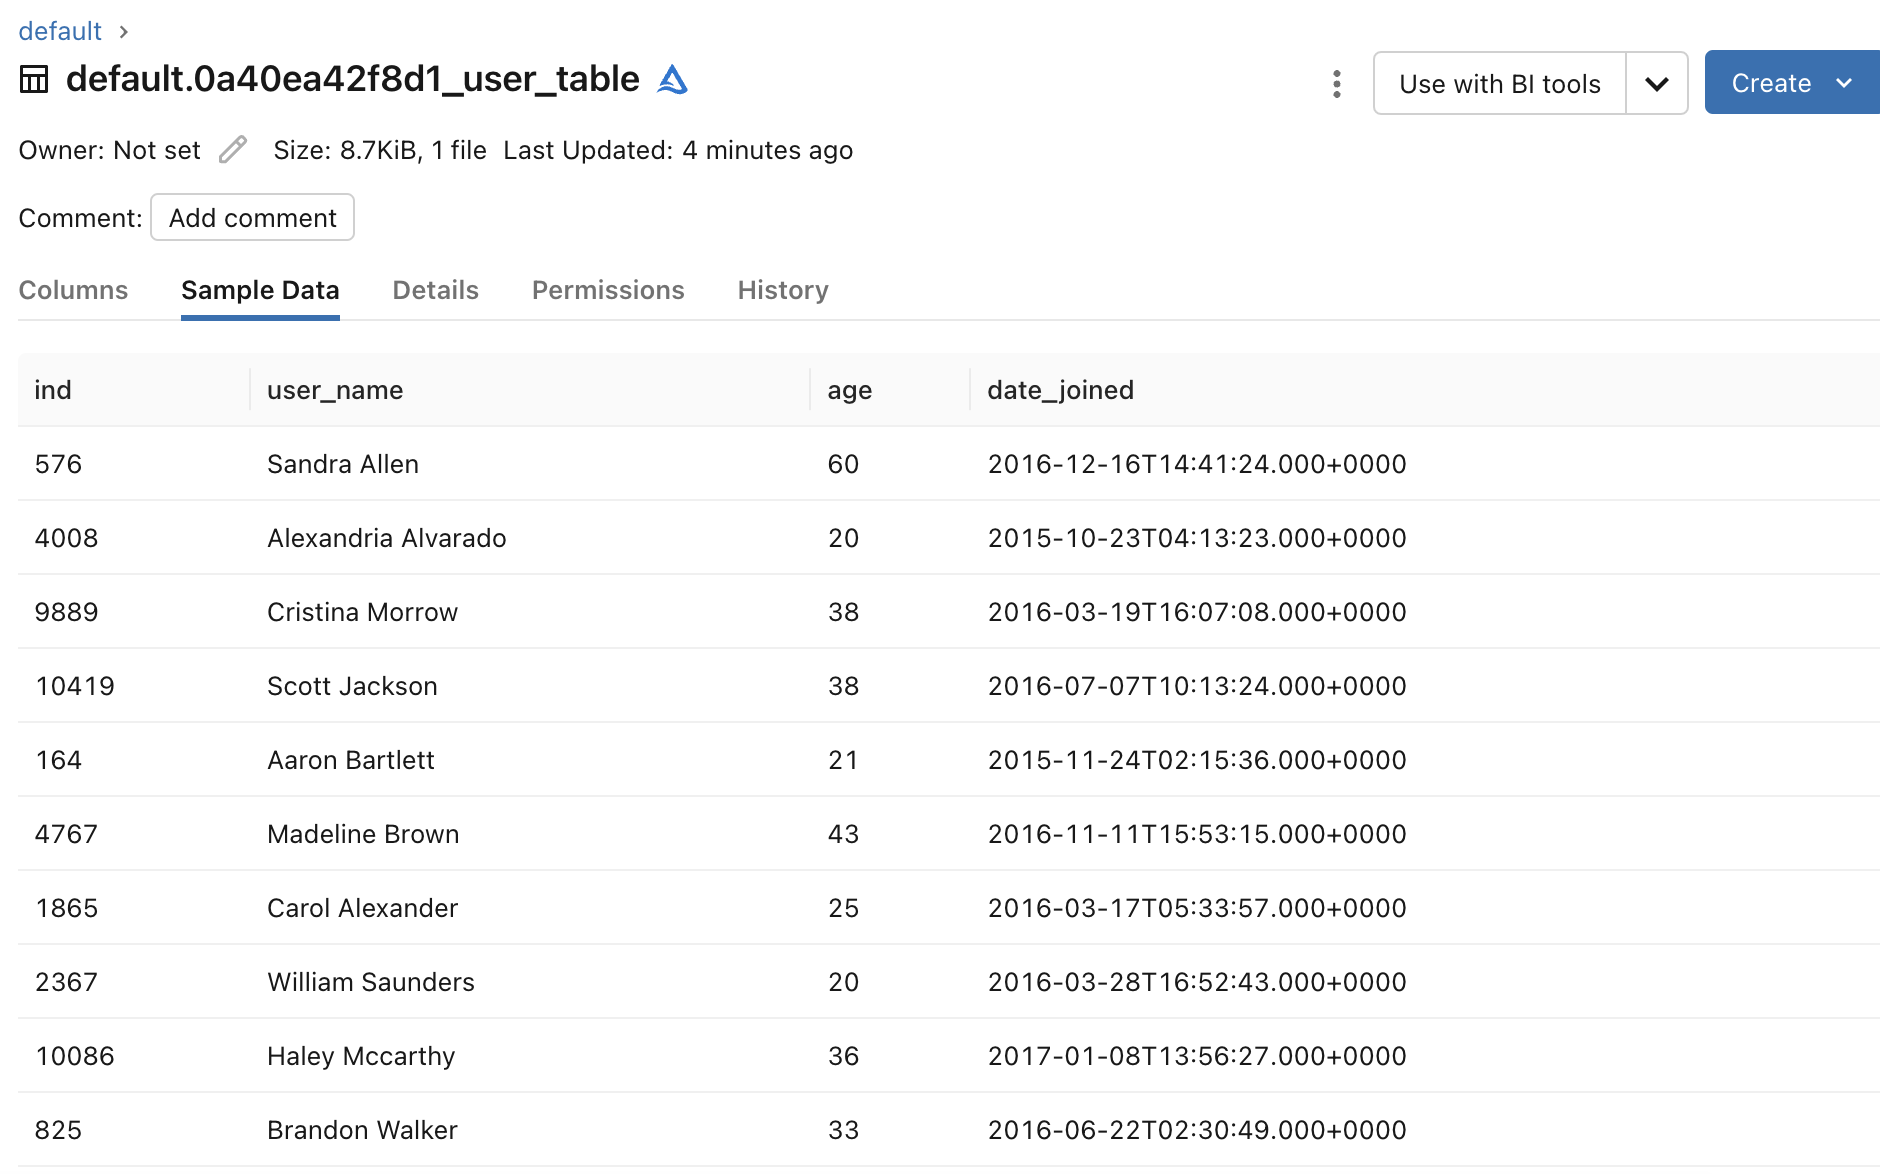 default >
default.0a40ea42f8d1_user_table
Use with BI tools
Create
Owner: Not set Size: 8.7KiB, 1 file Last Updated: 4 minutes ago
Comment: Add comment
Columns Sample Data Details Permissions History
ind user_name age date_joined
576 Sandra Allen 60 2016-12-16T14:41:24.000+0000
4008 Alexandria Alvarado 20 2015-10-23T04:13:23.000+0000
9889 Cristina Morrow 38 2016-03-19T16:07:08.000+0000
10419 Scott Jackson 38 2016-07-07T10:13:24.000+0000
164 Aaron Bartlett 21 2015-11-24T02:15:36.000+0000
4767 Madeline Brown 43 2016-11-11T15:53:15.000+0000
1865 Carol Alexander 25 2016-03-17T05:33:57.000+0000
2367 William Saunders 20 2016-03-28T16:52:43.000+0000
10086 Haley Mccarthy 36 2017-01-08T13:56:27.000+0000
825 Brandon Walker 33 2016-06-22T02:30:49.000+0000